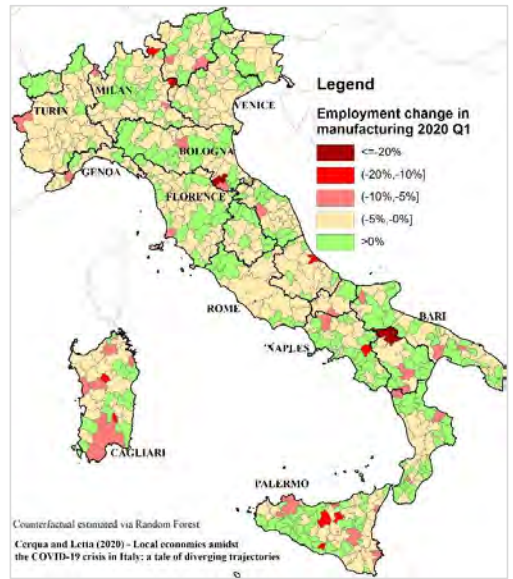 Legend
Employment change in
manufacturing 2020 Q1
<=-20%
(-20%,-10%]
(-10%,-5%]
(-5%,-0%]
>0%
MILAN
TURIN
VENICE
BOLOGNA
GENOA
FLORENCE
ROME
BARI
'NAPLES
CAGLIARI
PALERMO
Counterfactual estimated via Random Forest
Cerqua and Letta (2020) - Local economies amidst
the COVID-19 crisis in Italy: a tale of diverging trajectories